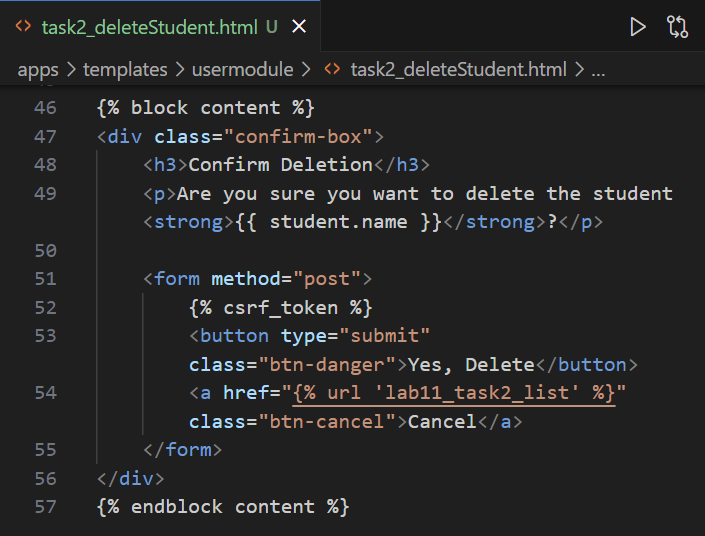 task2_deleteStudent.html U
apps > templates > usermodule > task2_deleteStudent.html > ...
46 {% block content %}
47 <div class="confirm-box">
48 <h3>Confirm Deletion</h3>
49 <p>Are you sure you want to delete the student
<strong>{{ student.name }}</strong>?</p>
50
51 <form method="post">
52 {% csrf_token %}
53 <button type="submit"
class="btn-danger">Yes, Delete</button>
54 <a href="{% url 'lab11_task2_list' %}"
class="btn-cancel">Cancel</a>
55 </form>
56 </div>
57 {% endblock content %}